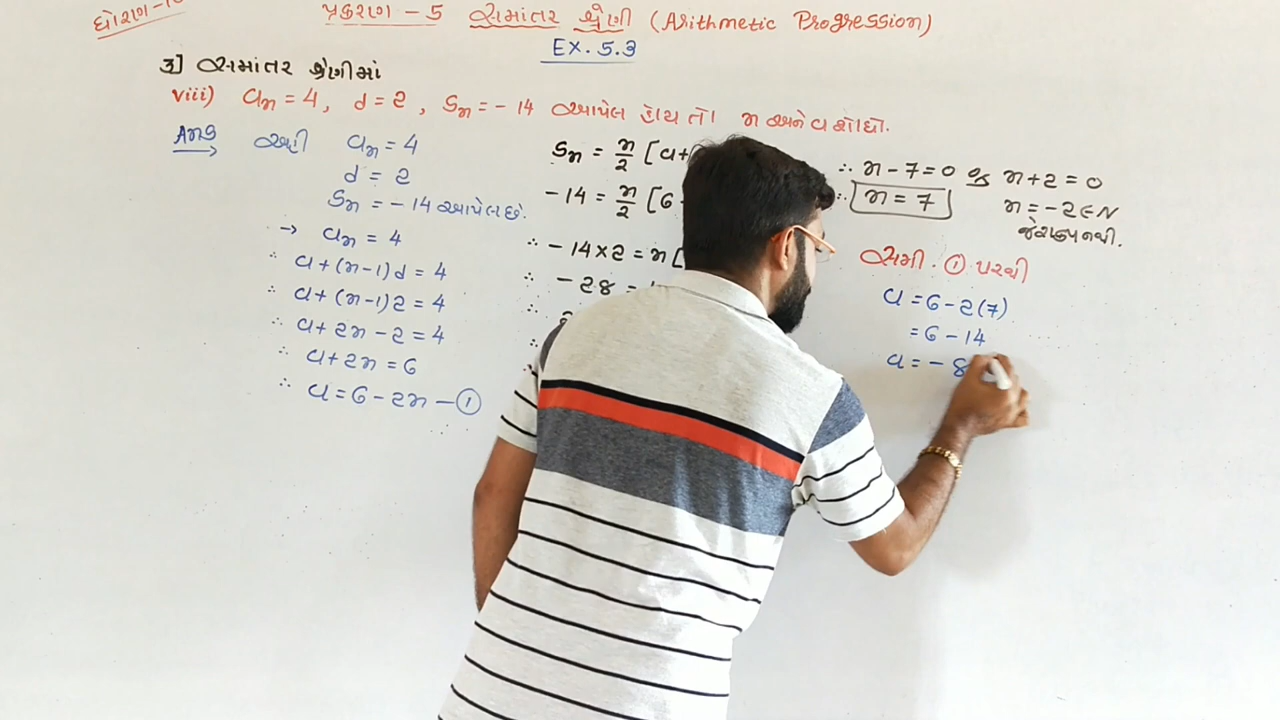 ધોરણ-10
પ્રકરણ - 5 સમાંતર શ્રેણી (Arithmetic Progression)
EX. 5.3
3] સમાંતર શ્રેણીમાં
viii) an = 4, d = 2, Sn = - 14 આપેલ હોય તો n અને a શોધો.
Ans અહી an = 4
d = 2
Sn = - 14 આપેલ છે.
→ an = 4
∴ a + (n-1)d = 4
∴ a + (n-1)2 = 4
∴ a + 2n - 2 = 4
∴ a + 2n = 6
∴ a = 6 - 2n - ①
Sn = n/2 [a+
-14 = n/2 [6
∴ -14×2 = n[
∴ - 28 =
∴ n - 7 = 0 કે n + 2 = 0
∴ n = 7 n = -2 ∈ N
જે શક્ય નથી.
સમી. ① પરથી
a = 6 - 2(7)
= 6 - 14
a = - 8